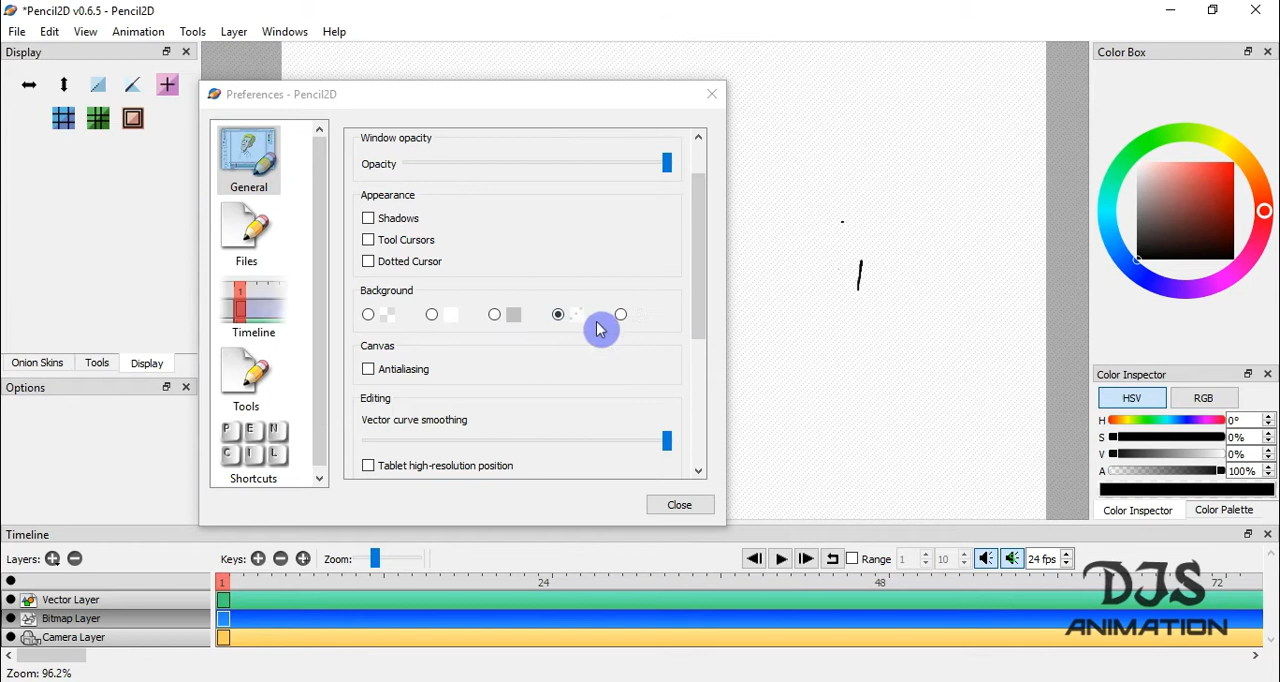 *Pencil2D v0.6.5 - Pencil2D
File Edit View Animation Tools Layer Windows Help
Display
Onion Skins Tools Display
Options
Preferences - Pencil2D
General
Files
1
Timeline
Tools
P E N
C I L
Shortcuts
Window opacity
Opacity
Appearance
Shadows
Tool Cursors
Dotted Cursor
Background
Canvas
Antialiasing
Editing
Vector curve smoothing
Tablet high-resolution position
Close
Color Box
Color Inspector
HSV RGB
H 0°
S 0%
V 0%
A 100%
Color Inspector Color Palette
Timeline
Layers: Keys: Zoom: Range 1 10 24 fps
1 24 48 72
Vector Layer
Bitmap Layer
Camera Layer
Zoom: 96.2%
DJS
ANIMATION